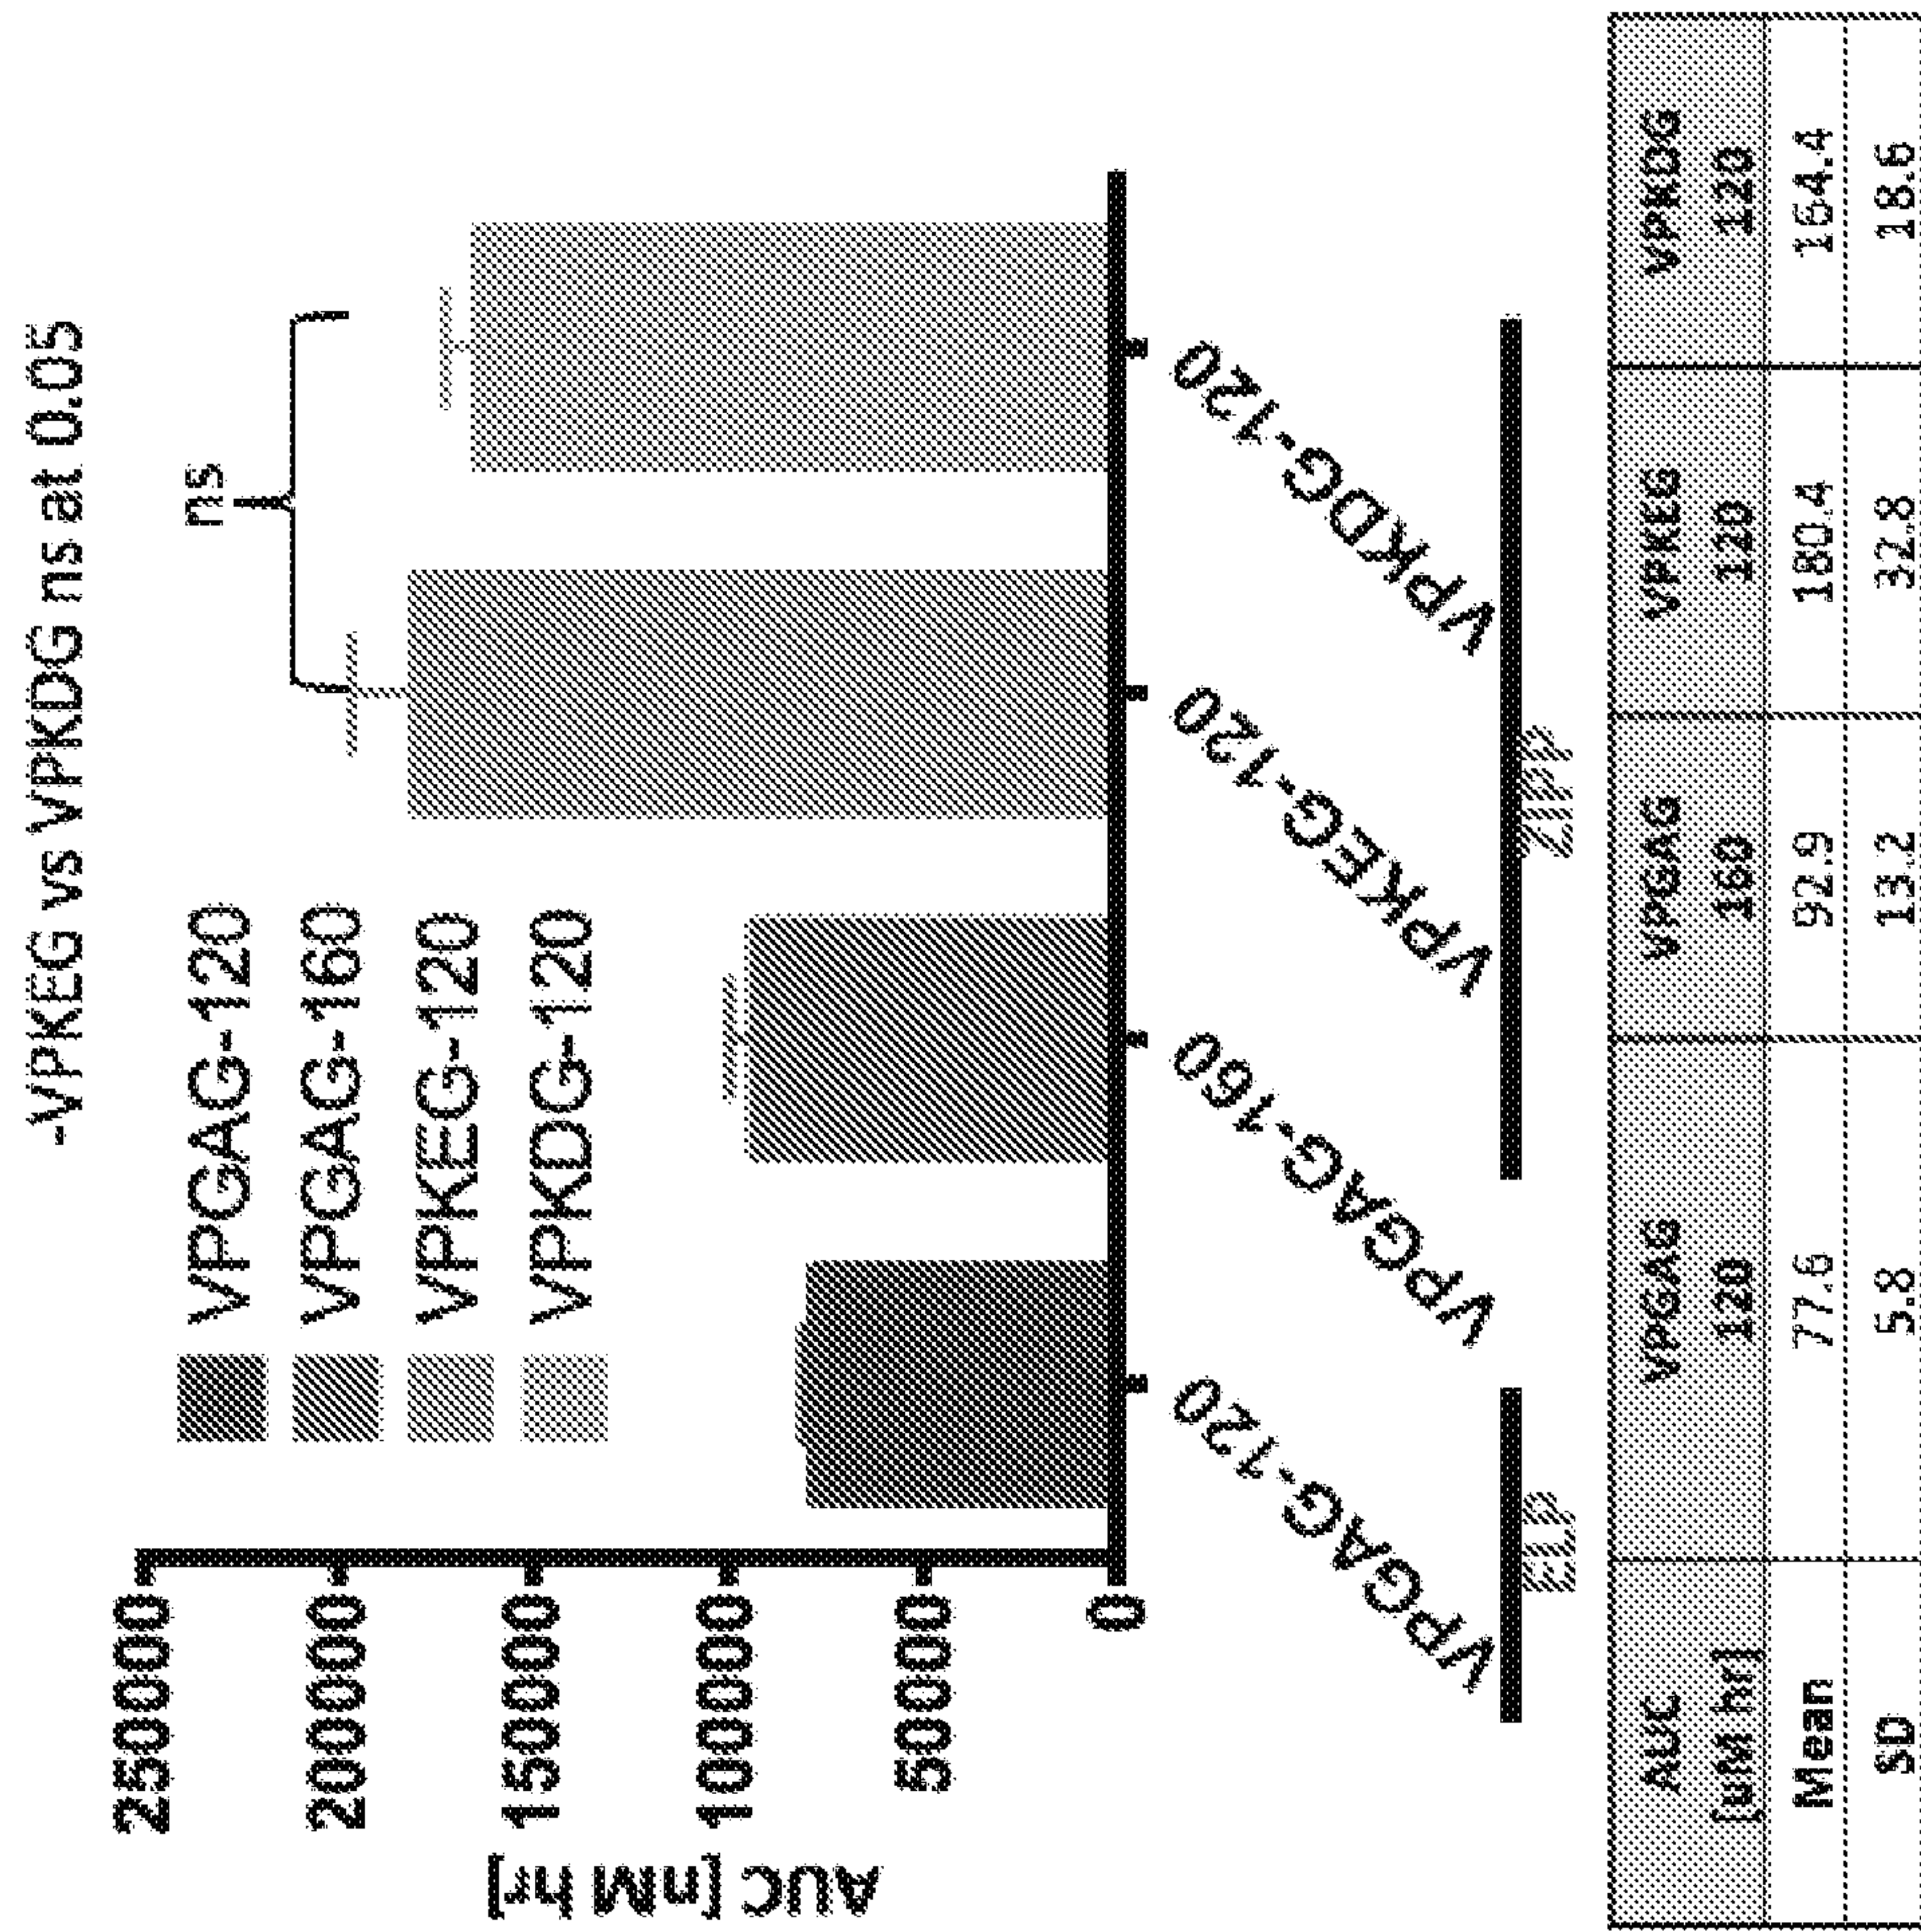 -VPKEG vs VPKDG ns at 0.05
ns
VPGAG-120
VPGAG-160
VPKEG-120
VPKDG-120
AUC [nM hr]
250000
200000
150000
100000
50000
0
VPGAG-120
VPGAG-160
VPKEG-120
VPKDG-120
ELP
ZIPP
AUC [uM hr] VPGAG 120 VPGAG 160 VPKEG 120 VPKDG 120
Mean 77.6 92.9 180.4 164.4
SD 5.8 13.2 32.8 18.6